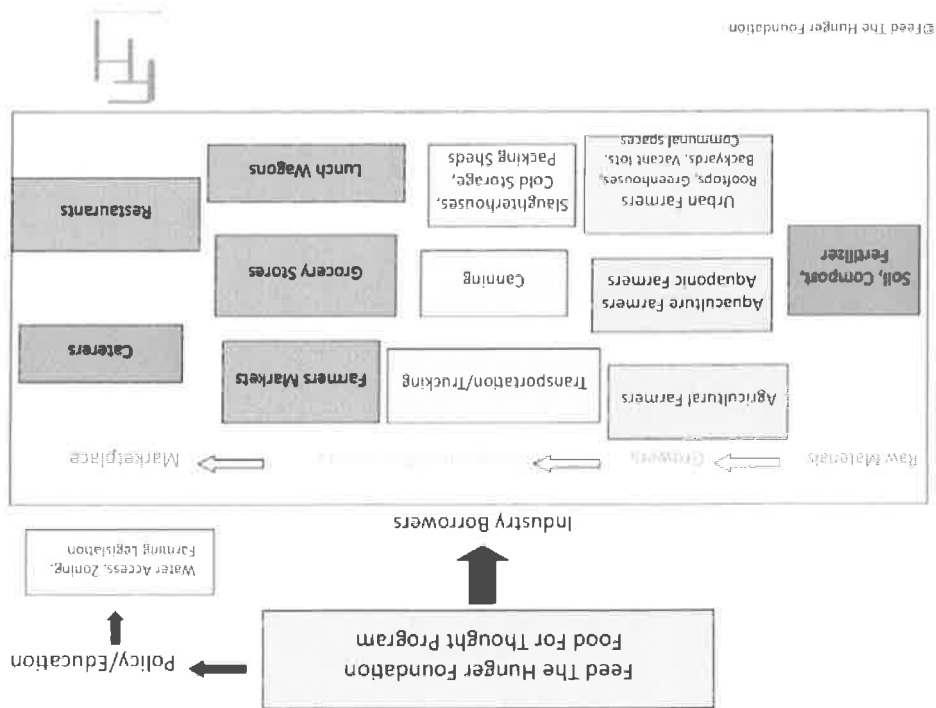 Feed The Hunger Foundation
Food For Thought Program
Policy/Education
Water Access, Zoning,
Farming Legislation
Industry Borrowers
Raw Materials
Growers
Marketplace
Soil, Compost,
Fertilizer
Agricultural Farmers
Aquaculture Farmers
Aquaponic Farmers
Urban Farmers
Rooftops, Greenhouses,
Backyards, Vacant lots,
Communal spaces
Transportation/Trucking
Canning
Slaughterhouses,
Cold Storage,
Packing Sheds
Farmers Markets
Grocery Stores
Lunch Wagons
Caterers
Restaurants
©Feed The Hunger Foundation